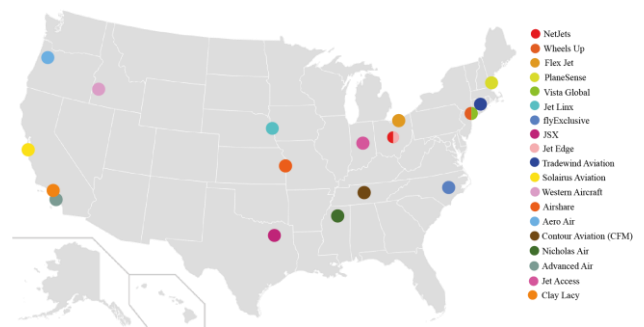 NetJets
Wheels Up
Flex Jet
PlaneSense
Vista Global
Jet Linx
flyExclusive
JSX
Jet Edge
Tradewind Aviation
Solairus Aviation
Western Aircraft
Airshare
Aero Air
Contour Aviation (CFM)
Nicholas Air
Advanced Air
Jet Access
Clay Lacy